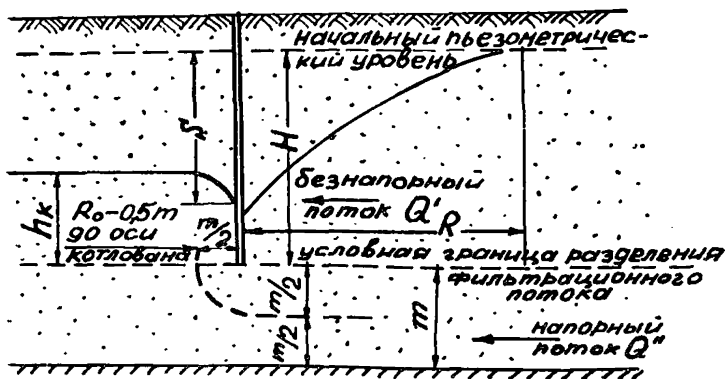 начальный пьезометричес-
кий уровень
S
H
безнапорный
поток Q'
R
hк
R₀-0,5m
до оси
котлована
m/2
условная граница разделения
фильтрационного
потока
m/2
m/2
m
напорный
поток Q"